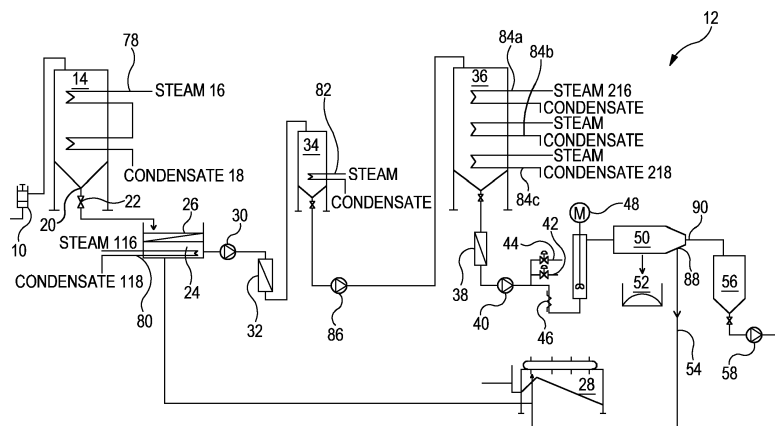 12
78
84a
84b
14
STEAM 16
36
STEAM 216
CONDENSATE
82
STEAM
34
CONDENSATE
STEAM
STEAM
CONDENSATE 18
CONDENSATE 218
CONDENSATE
84c
22
20
10
26
30
48
M
42
44
90
50
STEAM 116
24
38
88
CONDENSATE 118
52
56
80
32
86
40
46
54
58
28